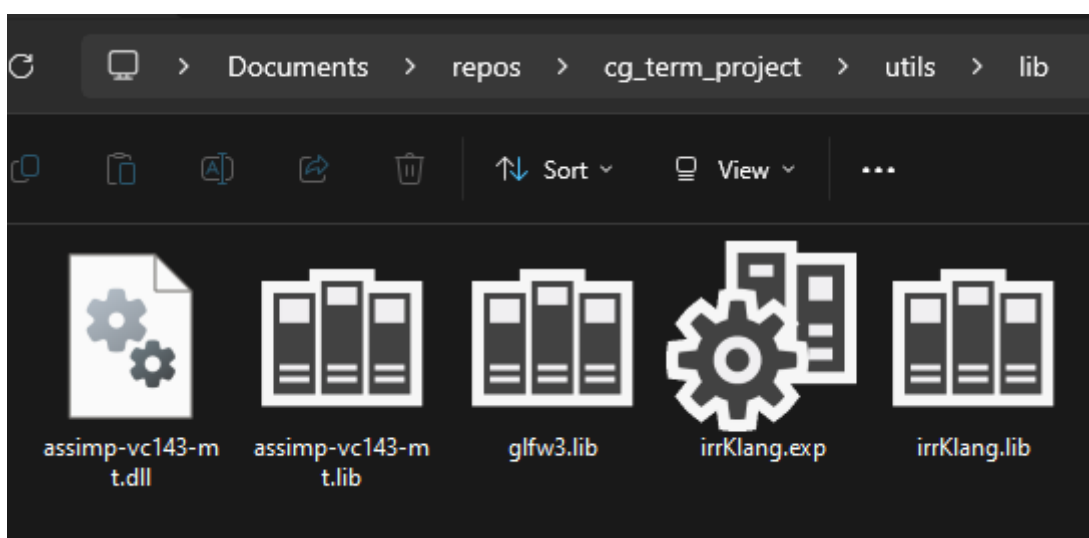 Documents > repos > cg_term_project > utils > lib
Sort View
assimp-vc143-m
t.dll
assimp-vc143-m
t.lib
glfw3.lib
irrKlang.exp
irrKlang.lib